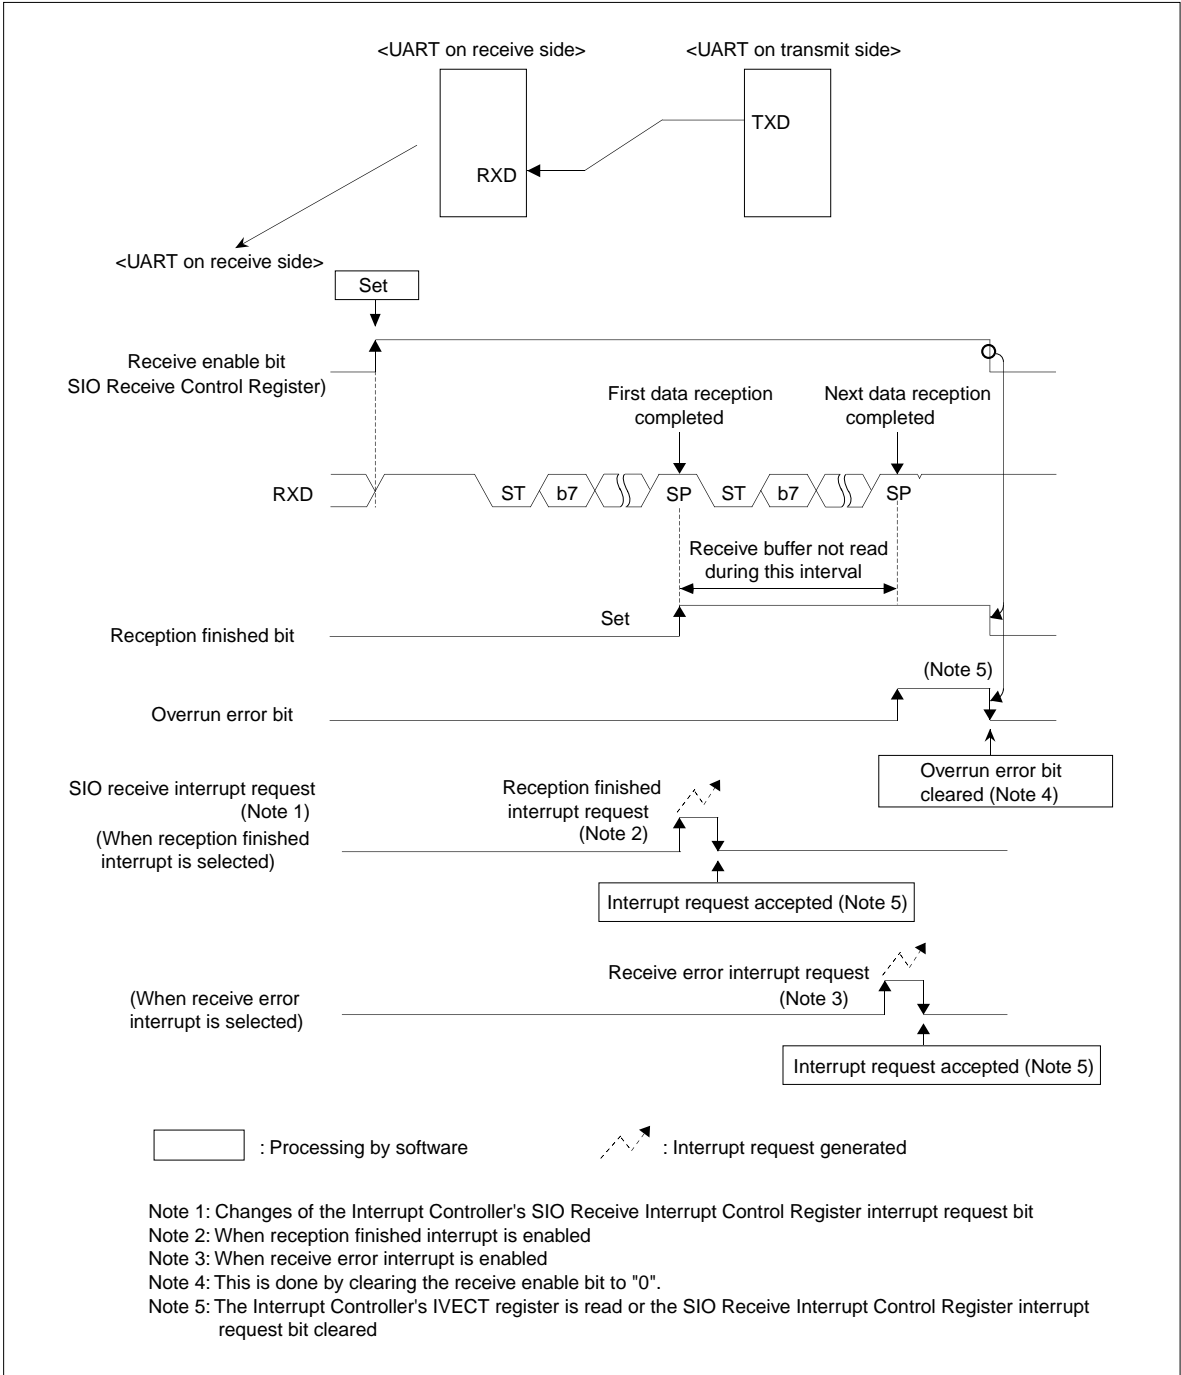 <UART on receive side>
<UART on transmit side>
TXD
RXD
<UART on receive side>
Set
Receive enable bit
SIO Receive Control Register)
First data reception
completed
Next data reception
completed
RXD
ST
b7
SP
ST
b7
SP
Receive buffer not read
during this interval
Set
Reception finished bit
(Note 5)
Overrun error bit
Overrun error bit
cleared (Note 4)
SIO receive interrupt request
(Note 1)
(When reception finished
interrupt is selected)
Reception finished
interrupt request
(Note 2)
Interrupt request accepted (Note 5)
Receive error interrupt request
(Note 3)
(When receive error
interrupt is selected)
Interrupt request accepted (Note 5)
: Processing by software
: Interrupt request generated
Note 1: Changes of the Interrupt Controller's SIO Receive Interrupt Control Register interrupt request bit
Note 2: When reception finished interrupt is enabled
Note 3: When receive error interrupt is enabled
Note 4: This is done by clearing the receive enable bit to "0".
Note 5: The Interrupt Controller's IVECT register is read or the SIO Receive Interrupt Control Register interrupt
request bit cleared